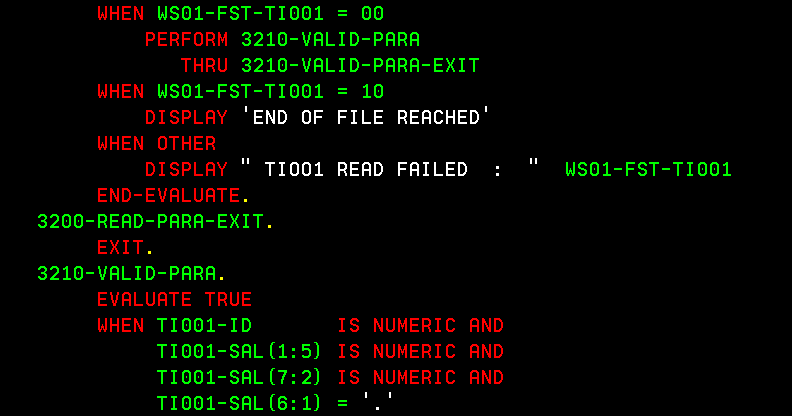 WHEN WS01-FST-TI001 = 00
PERFORM 3210-VALID-PARA
THRU 3210-VALID-PARA-EXIT
WHEN WS01-FST-TI001 = 10
DISPLAY 'END OF FILE REACHED'
WHEN OTHER
DISPLAY " TI001 READ FAILED  :  "  WS01-FST-TI001
END-EVALUATE.
3200-READ-PARA-EXIT.
EXIT.
3210-VALID-PARA.
EVALUATE TRUE
WHEN TI001-ID       IS NUMERIC AND
TI001-SAL(1:5) IS NUMERIC AND
TI001-SAL(7:2) IS NUMERIC AND
TI001-SAL(6:1) = '.'